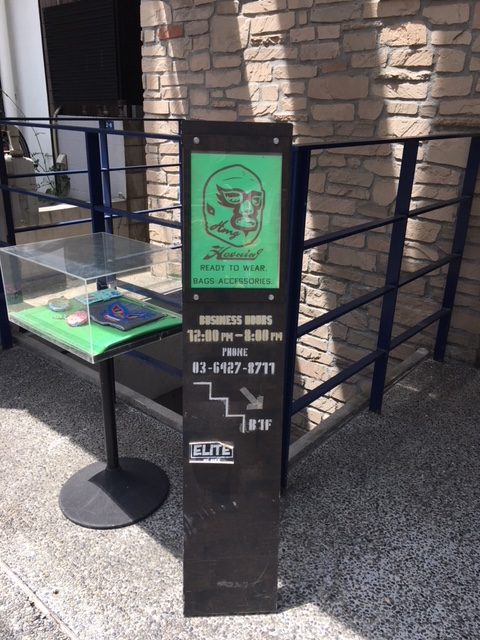 READY TO WEAR.
BAGS ACCESSORIES.
BUSINESS HOURS
12:00 PM – 8:00 PM
PHONE
03-6427-8711
B1F
ELITE